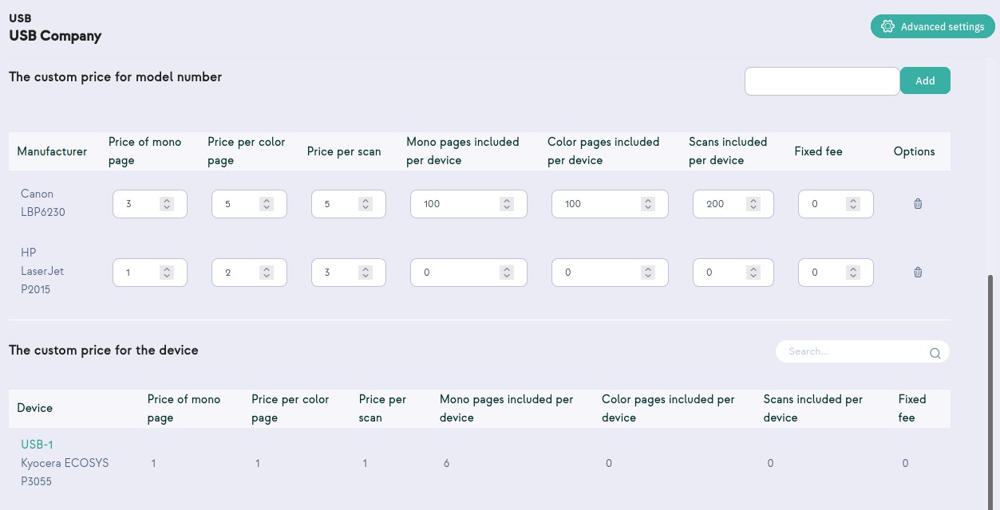 USB
USB Company
Advanced settings
The custom price for model number
Add
Manufacturer
Price of mono page
Price per color page
Price per scan
Mono pages included per device
Color pages included per device
Scans included per device
Fixed fee
Options
Canon LBP6230
3
5
5
100
100
200
0
HP LaserJet P2015
1
2
3
0
0
0
0
The custom price for the device
Search...
Device
Price of mono page
Price per color page
Price per scan
Mono pages included per device
Color pages included per device
Scans included per device
Fixed fee
USB-1
Kyocera ECOSYS P3055
1
1
1
6
0
0
0